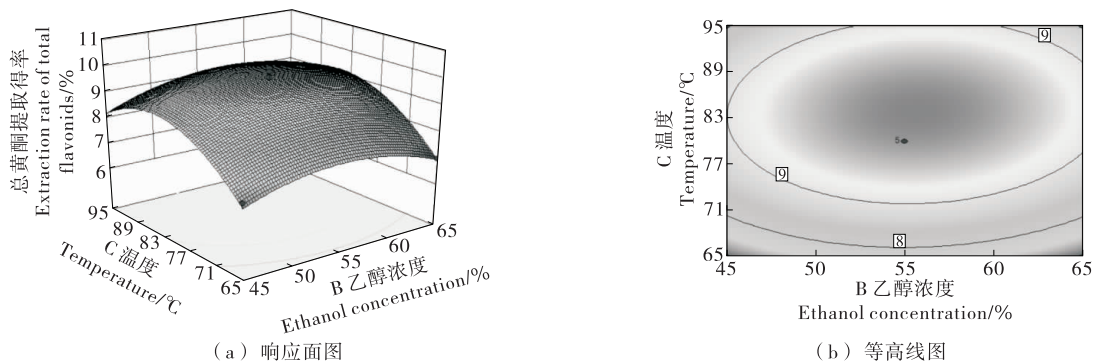 总黄酮提取得率
Extraction rate of total
flavonids/%
11
10
9
8
7
6
95
89
83
77
71
65
C 温度
Temperature/℃
45
50
55
60
65
B 乙醇浓度
Ethanol concentration/%
（a）响应面图
C 温度
Temperature/℃
95
89
83
77
71
65
9
9
8
5
45
50
55
60
65
B 乙醇浓度
Ethanol concentration/%
（b）等高线图